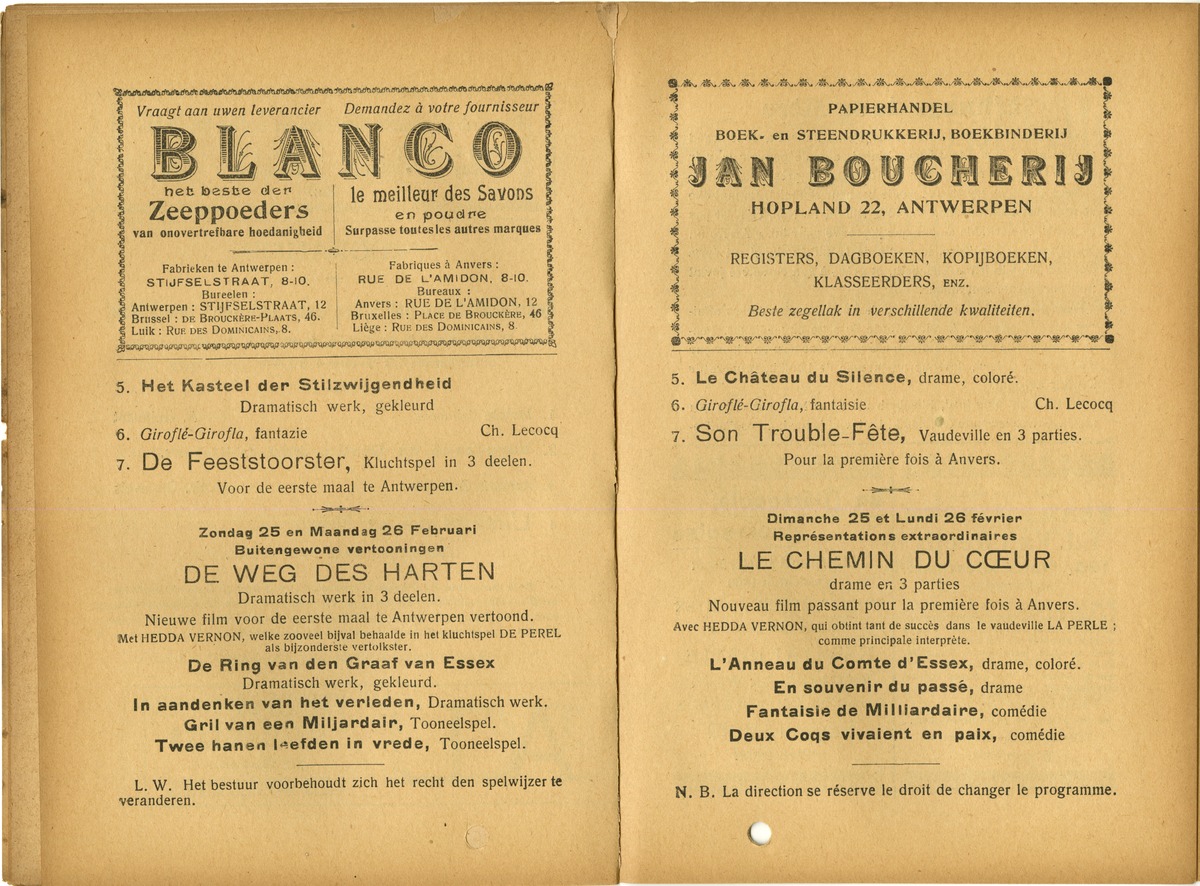 Vraagt aan uwen leverancier
Demandez à votre fournisseur
BLANCO
het beste der
Zeeppoeders
van onovertrefbare hoedanigheid
le meilleur des Savons
en poudre
Surpasse toutes les autres marques
Fabrieken te Antwerpen :
STIJFSELSTRAAT, 8-10.
Bureelen :
Antwerpen : STIJFSELSTRAAT, 12
Brussel : DE BROUCKÈRE-PLAATS, 46.
Luik : RUE DES DOMINICAINS, 8.
Fabriques à Anvers :
RUE DE L'AMIDON, 8-10.
Bureaux :
Anvers : RUE DE L'AMIDON, 12
Bruxelles : PLACE DE BROUCKÈRE, 46
Liège : RUE DES DOMINICAINS, 8
5. Het Kasteel der Stilzwijgendheid
Dramatisch werk, gekleurd
6. Giroflé-Girofla, fantazie Ch. Lecocq
7. De Feeststoorster, Kluchtspel in 3 deelen.
Voor de eerste maal te Antwerpen.
Zondag 25 en Maandag 26 Februari
Buitengewone vertooningen
DE WEG DES HARTEN
Dramatisch werk in 3 deelen.
Nieuwe film voor de eerste maal te Antwerpen vertoond.
Met HEDDA VERNON, welke zooveel bijval behaalde in het kluchtspel DE PEREL
als bijzonderste vertolkster.
De Ring van den Graaf van Essex
Dramatisch werk, gekleurd.
In aandenken van het verleden, Dramatisch werk.
Gril van een Miljardair, Tooneelspel.
Twee hanen leefden in vrede, Tooneelspel.
L. W. Het bestuur voorbehoudt zich het recht den spelwijzer te
veranderen.
PAPIERHANDEL
BOEK- en STEENDRUKKERIJ, BOEKBINDERIJ
JAN BOUCHERIJ
HOPLAND 22, ANTWERPEN
REGISTERS, DAGBOEKEN, KOPIJBOEKEN,
KLASSEERDERS, ENZ.
Beste zegellak in verschillende kwaliteiten.
5. Le Château du Silence, drame, coloré.
6. Giroflé-Girofla, fantaisie Ch. Lecocq
7. Son Trouble-Fête, Vaudeville en 3 parties.
Pour la première fois à Anvers.
Dimanche 25 et Lundi 26 février
Représentations extraordinaires
LE CHEMIN DU CŒUR
drame en 3 parties
Nouveau film passant pour la première fois à Anvers.
Avec HEDDA VERNON, qui obtint tant de succès dans le vaudeville LA PERLE ;
comme principale interprète.
L'Anneau du Comte d'Essex, drame, coloré.
En souvenir du passé, drame
Fantaisie de Milliardaire, comédie
Deux Coqs vivaient en paix, comédie
N. B. La direction se réserve le droit de changer le programme.